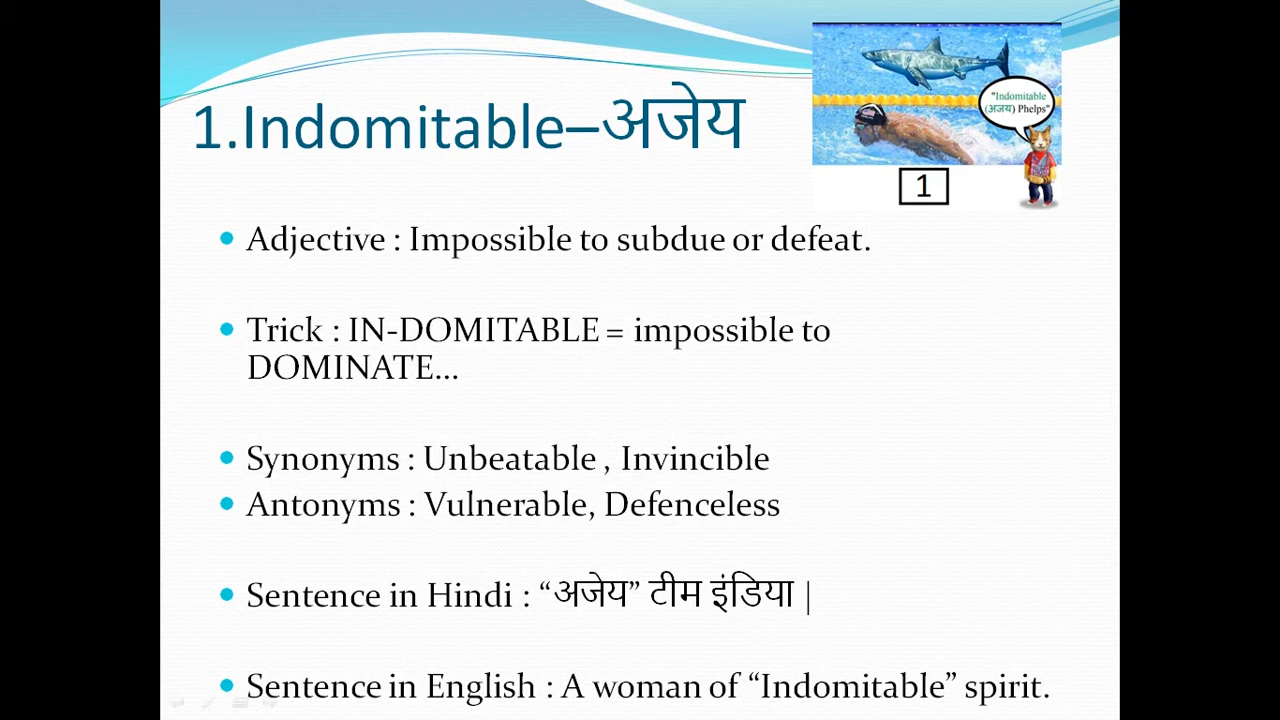 1.Indomitable–अजेय
"Indomitable
(अजय) Phelps"
1
Adjective : Impossible to subdue or defeat.
Trick : IN-DOMITABLE = impossible to
DOMINATE...
Synonyms : Unbeatable , Invincible
Antonyms : Vulnerable, Defenceless
Sentence in Hindi : “अजेय” टीम इंडिया |
Sentence in English : A woman of “Indomitable” spirit.